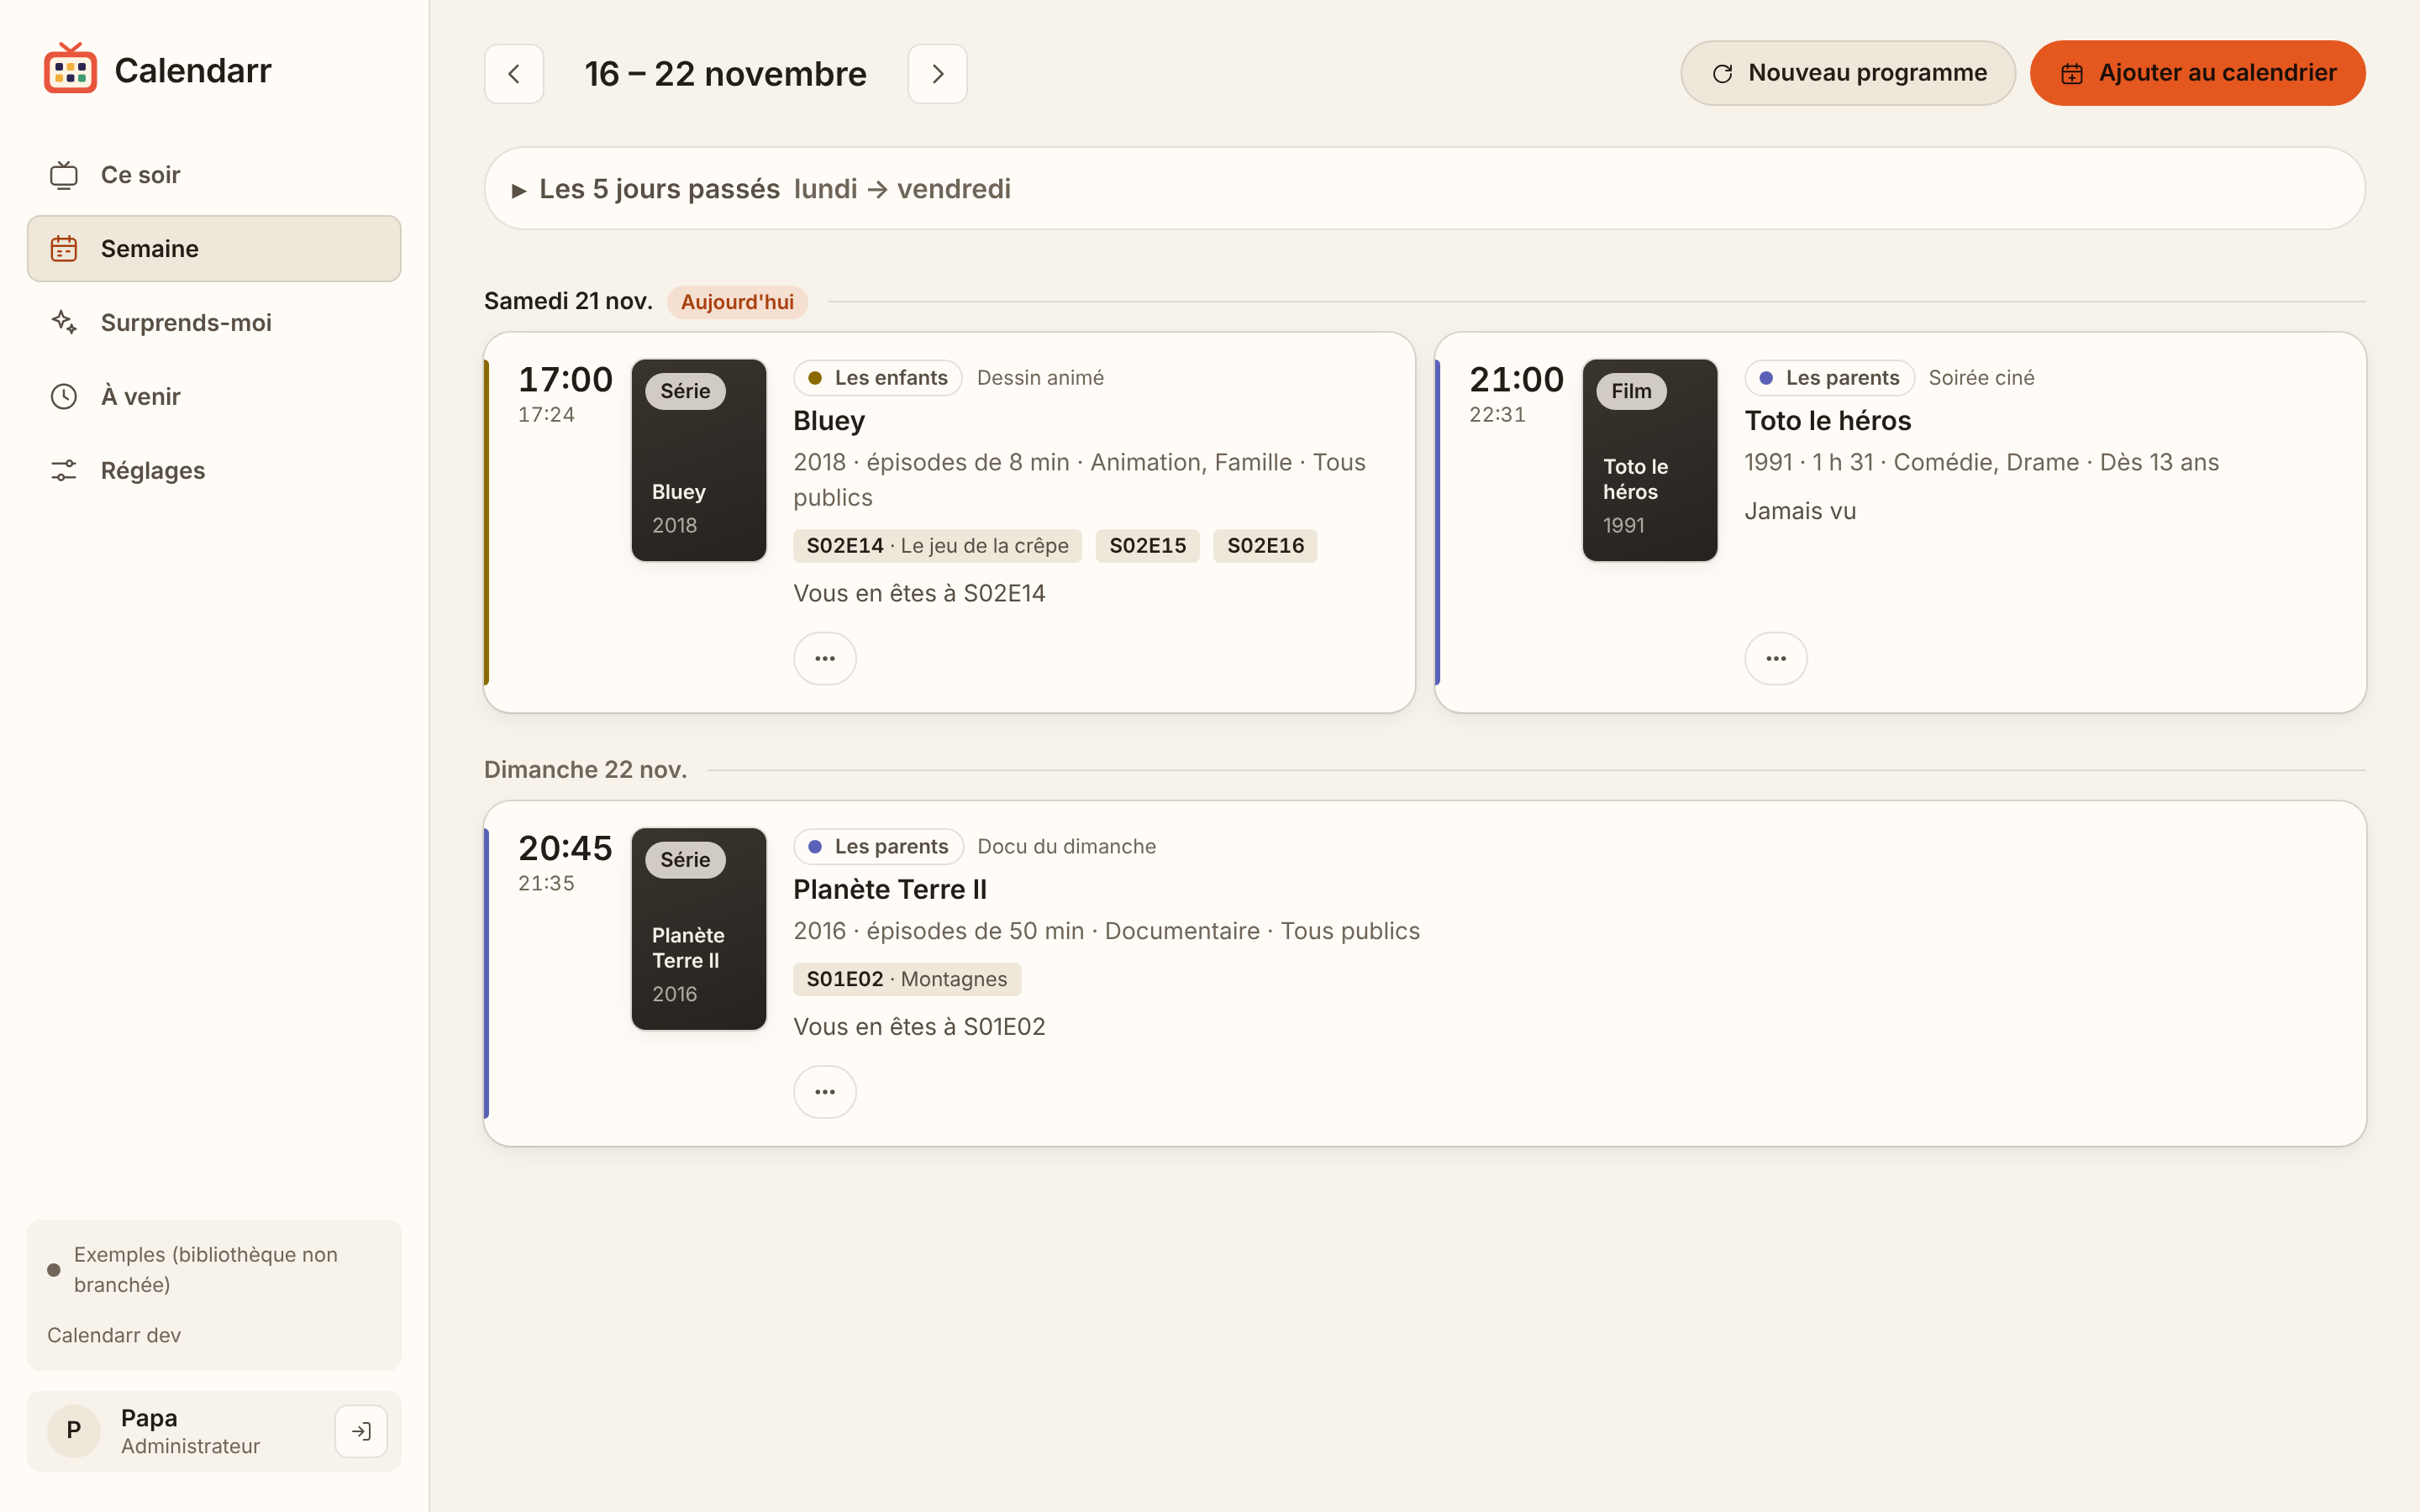 Calendarr
Ce soir
Semaine
Surprends-moi
À venir
Réglages
Exemples (bibliothèque non
branchée)
Calendarr dev
P
Papa
Administrateur
16 – 22 novembre
Nouveau programme
Ajouter au calendrier
▶ Les 5 jours passés lundi → vendredi
Samedi 21 nov. Aujourd'hui
17:00
17:24
Série
Bluey
2018
Les enfants Dessin animé
Bluey
2018 · épisodes de 8 min · Animation, Famille · Tous
publics
S02E14 · Le jeu de la crêpe S02E15 S02E16
Vous en êtes à S02E14
21:00
22:31
Film
Toto le
héros
1991
Les parents Soirée ciné
Toto le héros
1991 · 1 h 31 · Comédie, Drame · Dès 13 ans
Jamais vu
Dimanche 22 nov.
20:45
21:35
Série
Planète
Terre II
2016
Les parents Docu du dimanche
Planète Terre II
2016 · épisodes de 50 min · Documentaire · Tous publics
S01E02 · Montagnes
Vous en êtes à S01E02